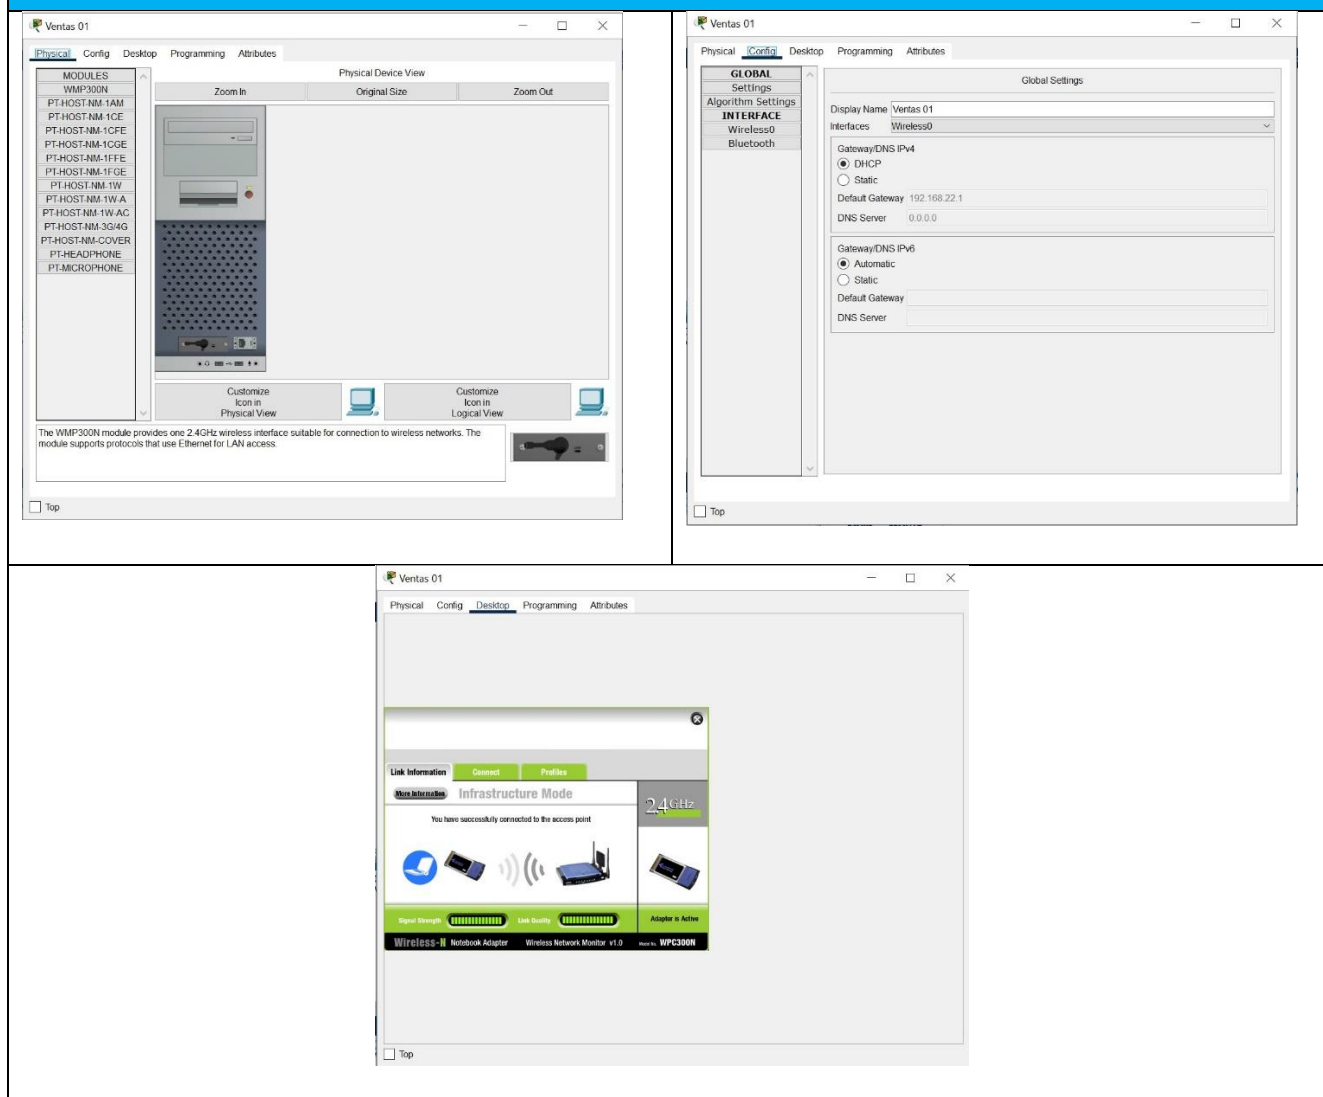 Ventas 01
Physical Config Desktop Programming Attributes
MODULES
WMP300N
PT-HOST-NM-1AM
PT-HOST-NM-1CE
PT-HOST-NM-1CFE
PT-HOST-NM-1CGE
PT-HOST-NM-1FFE
PT-HOST-NM-1FGE
PT-HOST-NM-1W
PT-HOST-NM-1W-A
PT-HOST-NM-1W-AC
PT-HOST-NM-3G/4G
PT-HOST-NM-COVER
PT-HEADPHONE
PT-MICROPHONE
Physical Device View
Zoom In Original Size Zoom Out
Customize
Icon in
Physical View
Customize
Icon in
Logical View
The WMP300N module provides one 2.4GHz wireless interface suitable for connection to wireless networks. The
module supports protocols that use Ethernet for LAN access.
Top
Ventas 01
Physical Config Desktop Programming Attributes
GLOBAL
Settings
Algorithm Settings
INTERFACE
Wireless0
Bluetooth
Global Settings
Display Name Ventas 01
Interfaces Wireless0
Gateway/DNS IPv4
DHCP
Static
Default Gateway 192.168.22.1
DNS Server 0.0.0.0
Gateway/DNS IPv6
Automatic
Static
Default Gateway
DNS Server
Top
Ventas 01
Physical Config Desktop Programming Attributes
Link Information Connect Profiles
More Information Infrastructure Mode
2.4GHz
You have successfully connected to the access point
Signal Strength Link Quality Adapter is Active
Wireless-N Notebook Adapter Wireless Network Monitor v1.0 Model No. WPC300N
Top